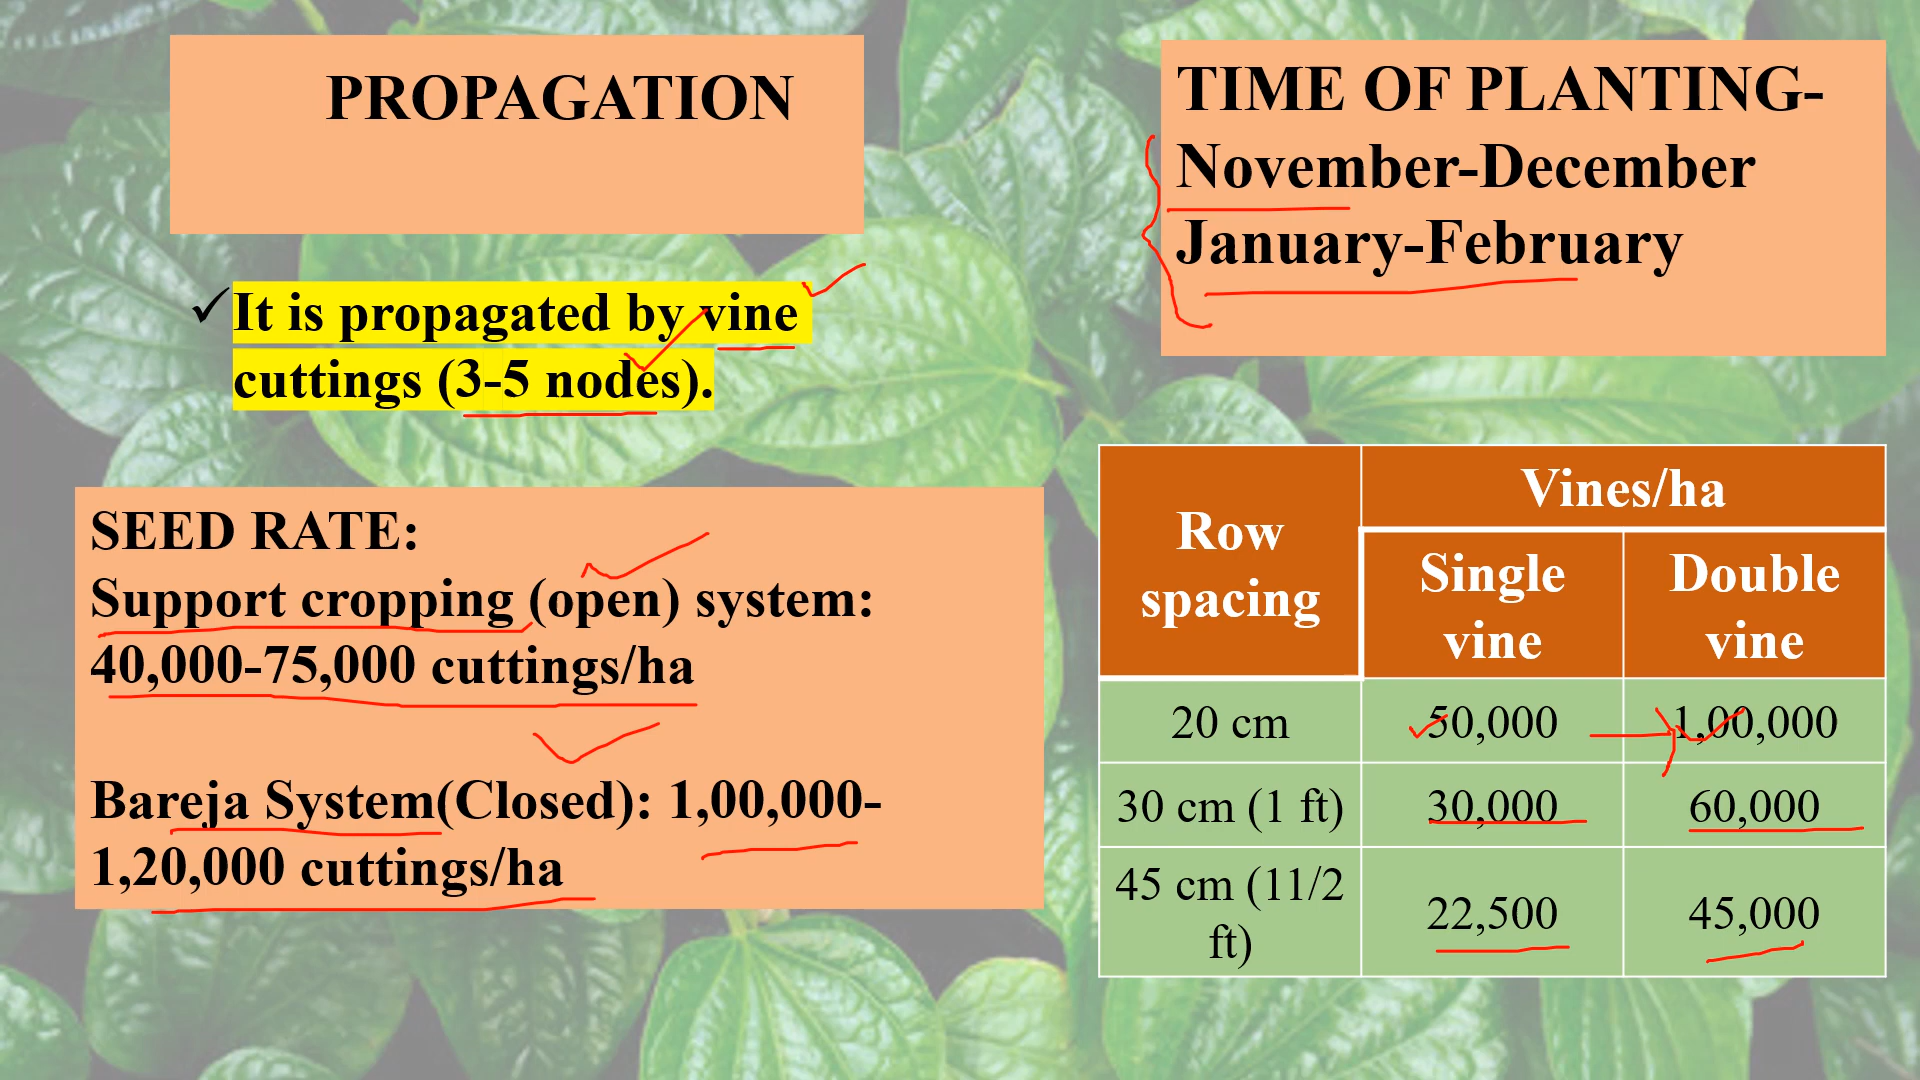 PROPAGATION
✓It is propagated by vine
cuttings (3-5 nodes).
SEED RATE:
Support cropping (open) system:
40,000-75,000 cuttings/ha
Bareja System(Closed): 1,00,000-
1,20,000 cuttings/ha
TIME OF PLANTING-
November-December
January-February
Row
spacing
Vines/ha
Single
vine
Double
vine
20 cm 50,000 1,00,000
30 cm (1 ft) 30,000 60,000
45 cm (11/2
ft) 22,500 45,000